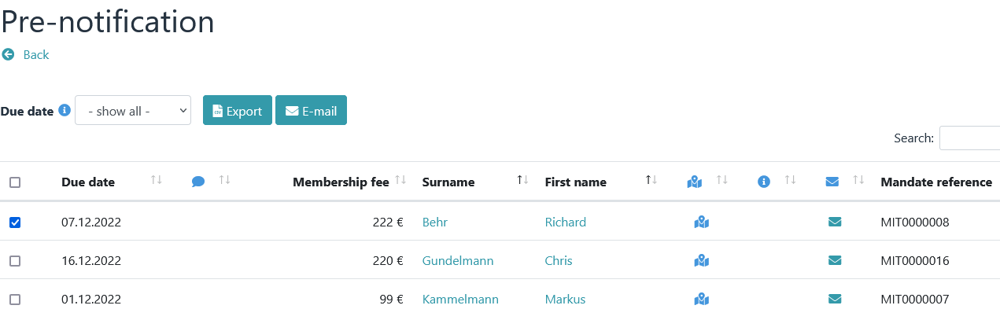 Pre-notification
Back
Due date - show all - Export E-mail
Search:
Due date Membership fee Surname First name Mandate reference
07.12.2022 222 € Behr Richard MIT0000008
16.12.2022 220 € Gundelmann Chris MIT0000016
01.12.2022 99 € Kammelmann Markus MIT0000007